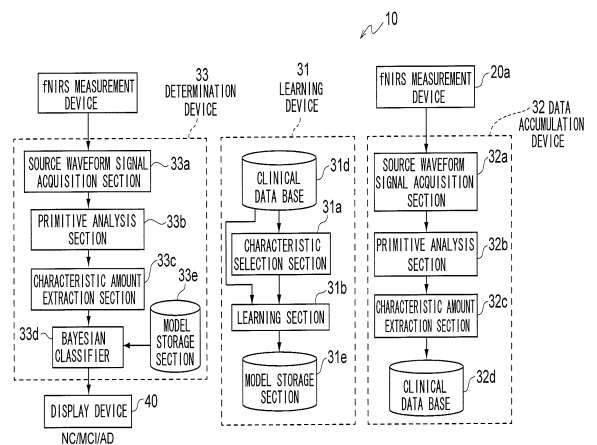 10
fNIRS MEASUREMENT
DEVICE
33
DETERMINATION
DEVICE
SOURCE WAVEFORM SIGNAL
ACQUISITION SECTION
33a
PRIMITIVE ANALYSIS
SECTION
33b
CHARACTERISTIC AMOUNT
EXTRACTION SECTION
33c
33e
MODEL
STORAGE
SECTION
33d
BAYESIAN
CLASSIFIER
DISPLAY DEVICE
40
NC/MCI/AD
31
LEARNING
DEVICE
CLINICAL
DATA BASE
31d
31a
CHARACTERISTIC
SELECTION SECTION
31b
LEARNING SECTION
MODEL STORAGE
SECTION
31e
fNIRS MEASUREMENT
DEVICE
20a
32 DATA
ACCUMULATION
DEVICE
SOURCE WAVEFORM
SIGNAL ACQUISITION
SECTION
32a
PRIMITIVE ANALYSIS
SECTION
32b
CHARACTERISTIC AMOUNT
EXTRACTION SECTION
32c
CLINICAL
DATA BASE
32d